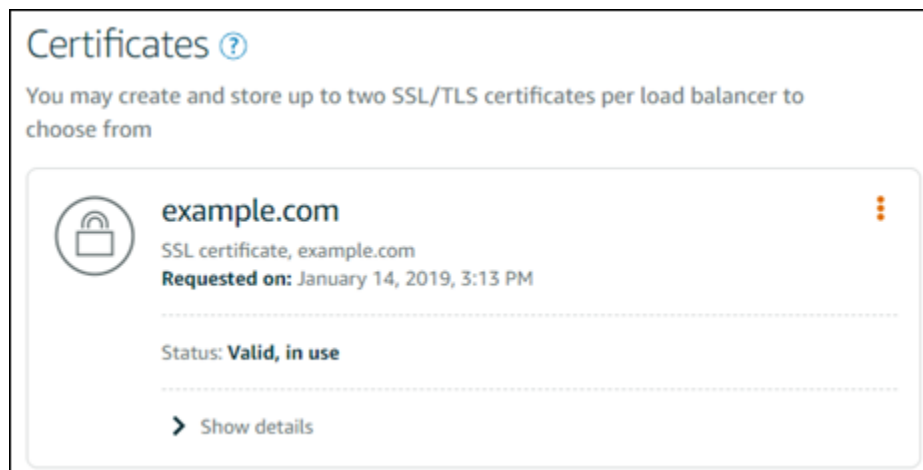 Certificates ?
You may create and store up to two SSL/TLS certificates per load balancer to
choose from
example.com
SSL certificate, example.com
Requested on: January 14, 2019, 3:13 PM
Status: Valid, in use
Show details